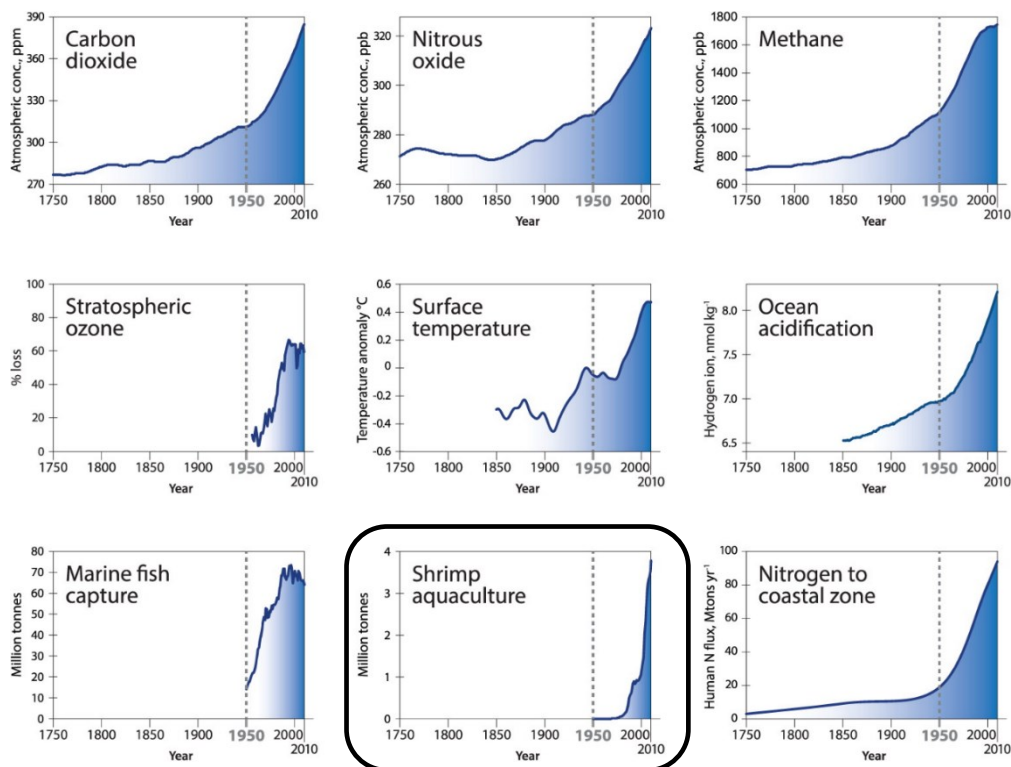 Carbon
dioxide
Atmospheric conc., ppm
390
360
330
300
270
1750 1800 1850 1900 1950 2000
2010
Year
Nitrous
oxide
Atmospheric conc., ppb
320
300
280
260
1750 1800 1850 1900 1950 2000
2010
Year
Methane
Atmospheric conc., ppb
1800
1600
1400
1200
1000
800
600
1750 1800 1850 1900 1950 2000
2010
Year
Stratospheric
ozone
% loss
100
80
60
40
20
0
1750 1800 1850 1900 1950 2000
2010
Year
Surface
temperature
Temperature anomaly °C
0.6
0.4
0.2
0
-0.2
-0.4
-0.6
1750 1800 1850 1900 1950 2000
2010
Year
Ocean
acidification
Hydrogen ion, nmol kg⁻¹
8.0
7.5
7.0
6.5
1750 1800 1850 1900 1950 2000
2010
Year
Marine fish
capture
Million tonnes
80
70
60
50
40
30
20
10
0
1750 1800 1850 1900 1950 2000
2010
Year
Shrimp
aquaculture
Million tonnes
4
3
2
1
0
1750 1800 1850 1900 1950 2000
2010
Year
Nitrogen to
coastal zone
Human N flux, Mtons yr⁻¹
100
80
60
40
20
0
1750 1800 1850 1900 1950 2000
2010
Year